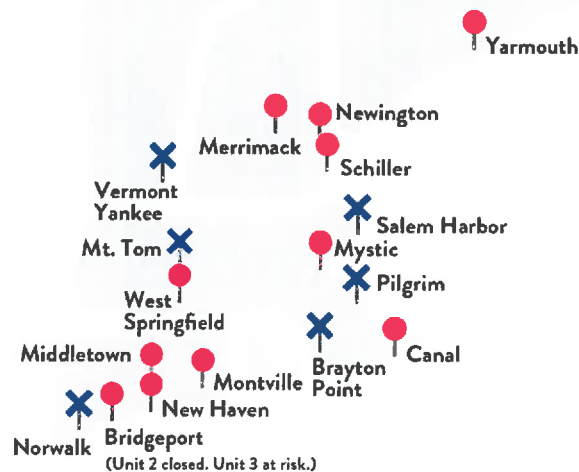 Yarmouth
Newington
Merrimack
Schiller
Vermont
Yankee
Salem Harbor
Mt. Tom
Mystic
Pilgrim
West
Springfield
Brayton
Point
Canal
Middletown
Montville
New Haven
Norwalk
Bridgeport
(Unit 2 closed. Unit 3 at risk.)